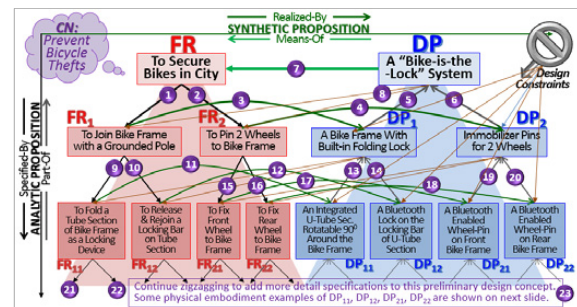 CN:
Prevent
Bicycle
Thefts
Realized-By
SYNTHETIC PROPOSITION
Means-Of
FR
To Secure
Bikes in City
7
DP
A "Bike-is-the
-Lock" System
Design
Constraints
1
2
3
4
8
5
6
FR1
To Join Bike Frame
with a Grounded Pole
FR2
To Pin 2 Wheels
to Bike Frame
DP1
A Bike Frame With
Built-in Folding Lock
DP2
Immobilizer Pins
for 2 Wheels
Specified-By
ANALYTIC PROPOSITION
Part-Of
9
10
11
15
16
12
17
13
14
18
19
20
To Fold a
Tube Section
of Bike Frame
as a Locking
Device
To Release
& Rejoin a
Locking Bar
on Tube
Section
To Fix
Front
Wheel to
Bike Frame
To Fix
Rear
Wheel to
Bike Frame
An Integrated
U-Tube Sec.
Rotatable 90⁰
Around the
Bike Frame
A Bluetooth
Lock on the
Locking Bar
of U-Tube
Section
A Bluetooth
Enabled
Wheel-Pin
on Front
Bike Frame
A Bluetooth
Enabled
Wheel-Pin
on Rear
Bike Frame
FR11
FR12
FR21
FR22
DP11
DP12
DP21
DP22
21
22
Continue zigzagging to add more detail specifications to this preliminary design concept.
Some physical embodiment examples of DP11, DP12, DP21, DP22 are shown on next slide.
23